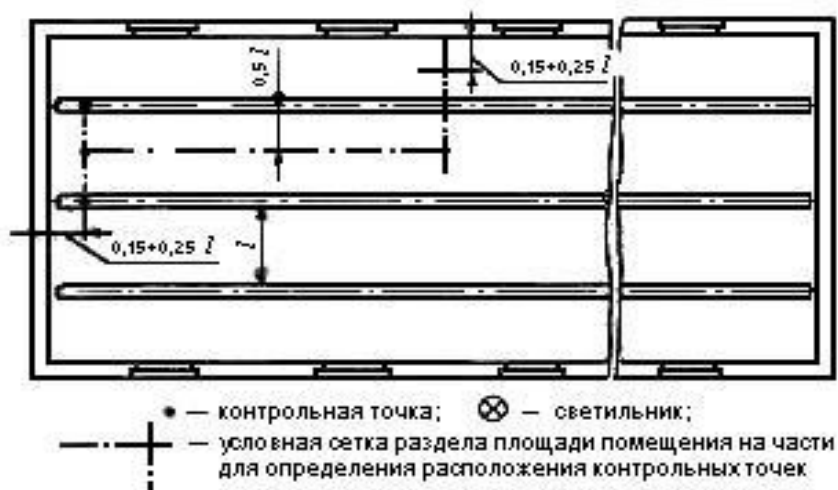 0,5 l
0,15+0,25 l
0,15+0,25 l
l
• — контрольная точка; ⊗ — светильник;
— условная сетка раздела площади помещения на части
для определения расположения контрольных точек